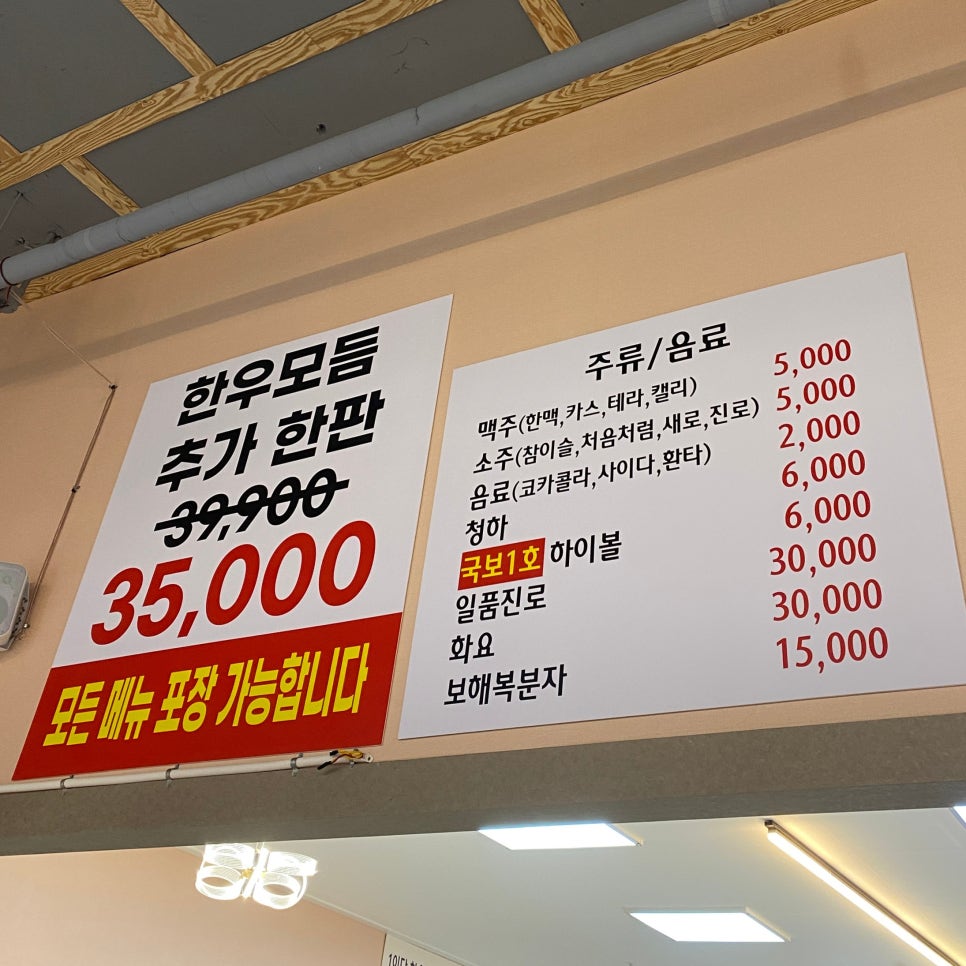 한우모듬
추가 한판
39,900
35,000
모든 메뉴 포장 가능합니다
주류/음료
맥주(한맥,카스,테라,캘리) 5,000
소주(참이슬,처음처럼,새로,진로) 5,000
음료(코카콜라,사이다,환타) 2,000
청하 6,000
국보1호 하이볼 6,000
일품진로 30,000
화요 30,000
보해복분자 15,000